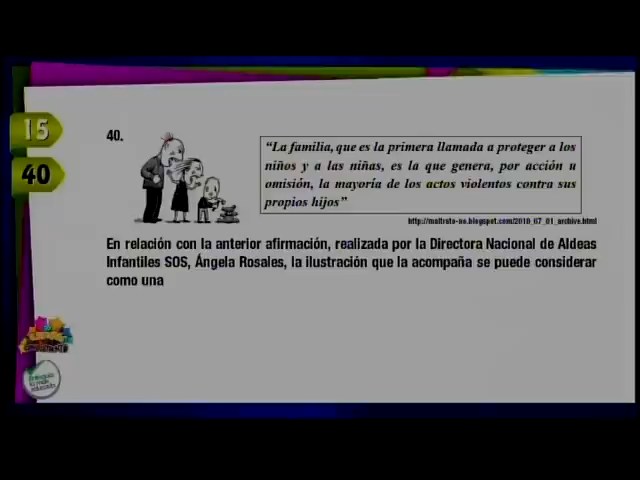 15
40
40.
“La familia, que es la primera llamada a proteger a los
niños y a las niñas, es la que genera, por acción u
omisión, la mayoría de los actos violentos contra sus
propios hijos”
http://maltrato-no.blogspot.com/2010_07_01_archive.html
En relación con la anterior afirmación, realizada por la Directora Nacional de Aldeas
Infantiles SOS, Ángela Rosales, la ilustración que la acompaña se puede considerar
como una